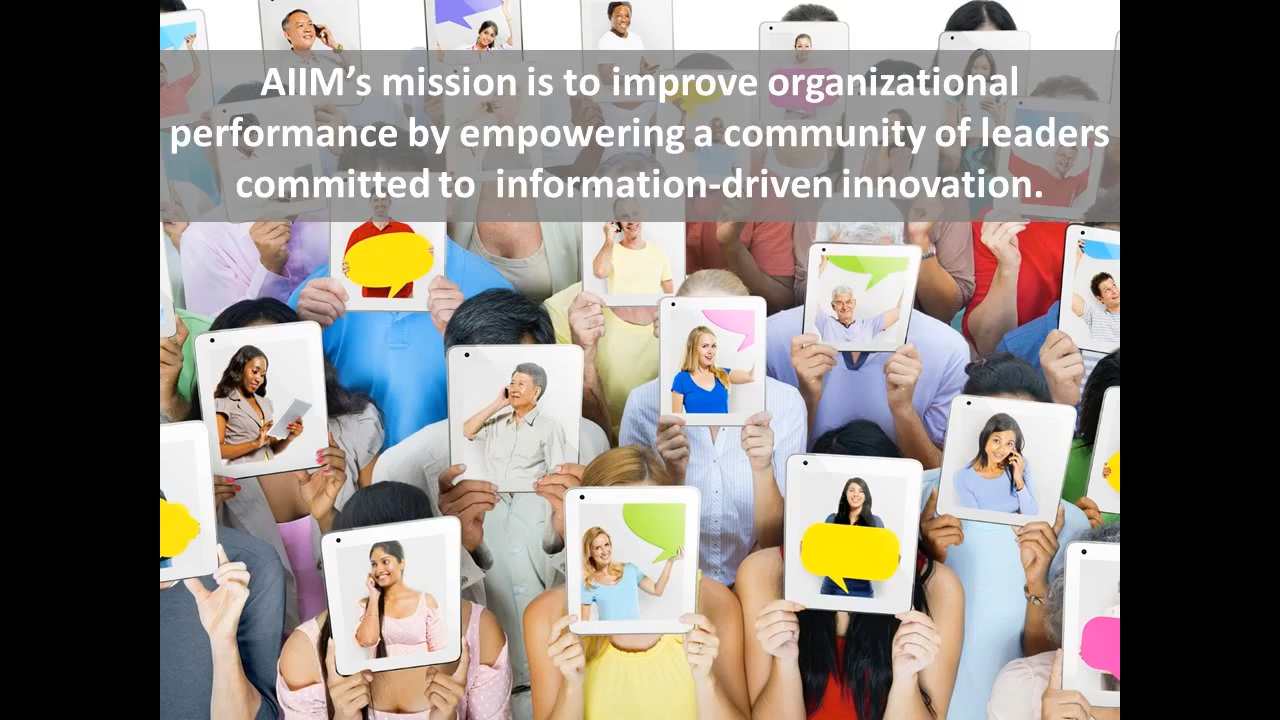 AIIM’s mission is to improve organizational
performance by empowering a community of leaders
committed to  information-driven innovation.